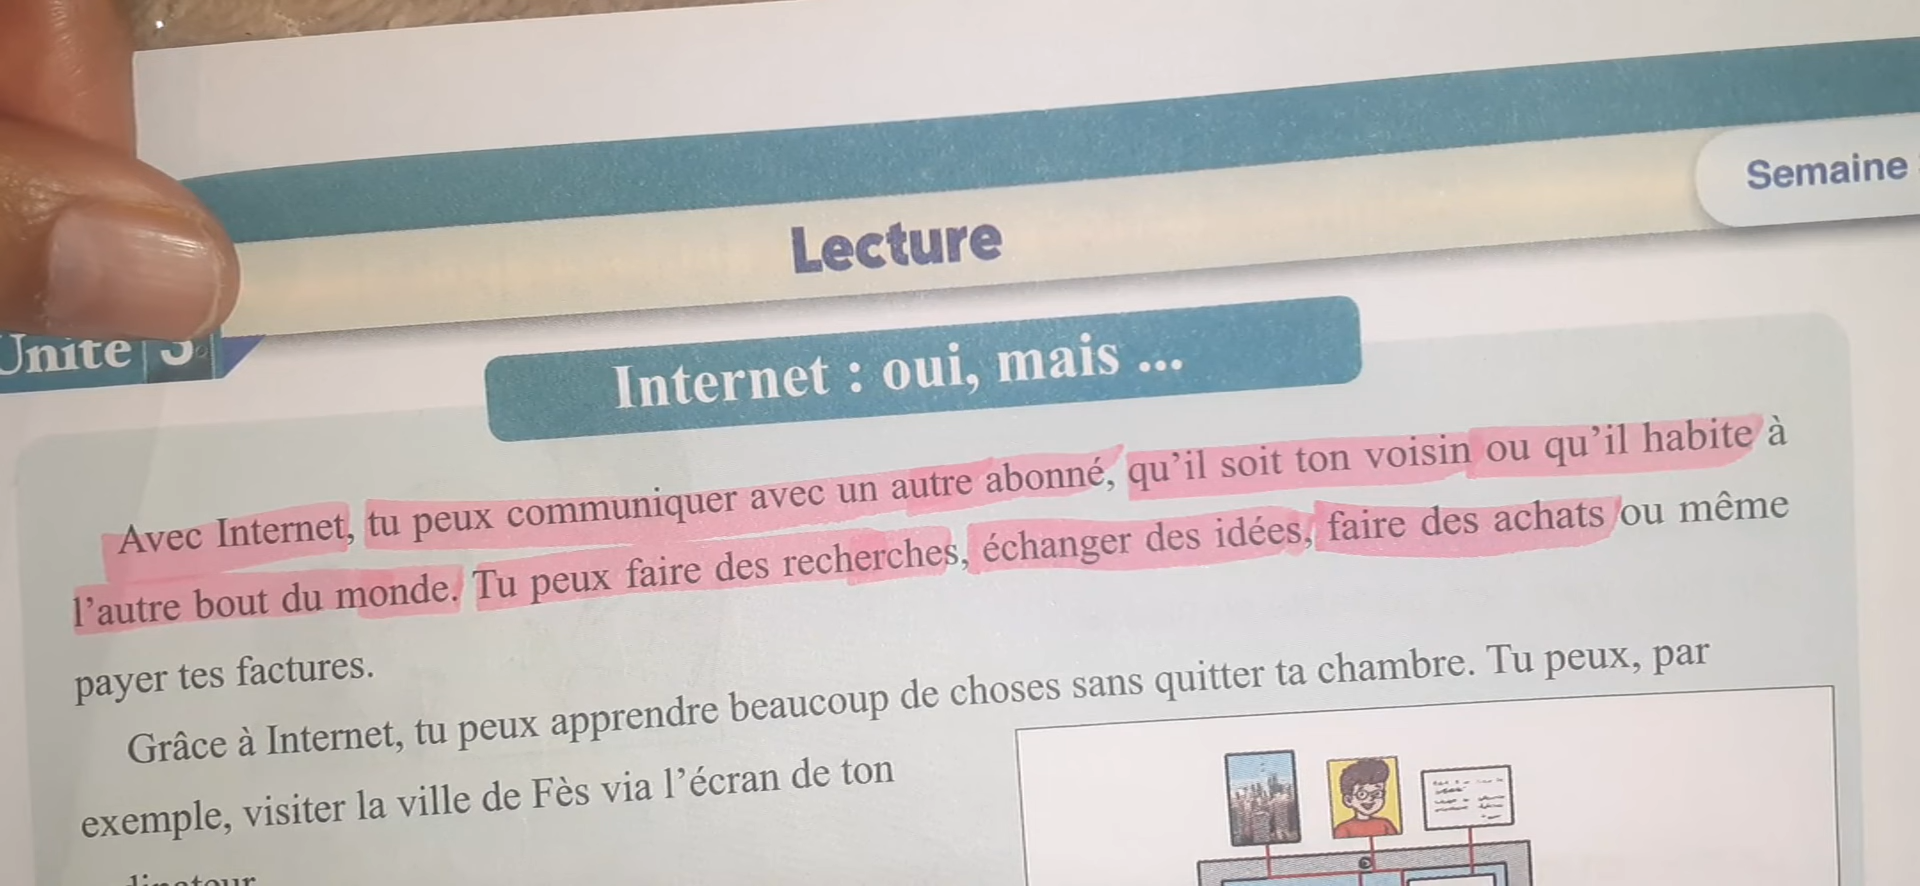 Semaine
Lecture
Unité 3
Internet : oui, mais ...
Avec Internet, tu peux communiquer avec un autre abonné, qu'il soit ton voisin ou qu'il habite à
l'autre bout du monde. Tu peux faire des recherches, échanger des idées, faire des achats ou même
payer tes factures.
Grâce à Internet, tu peux apprendre beaucoup de choses sans quitter ta chambre. Tu peux, par
exemple, visiter la ville de Fès via l'écran de ton